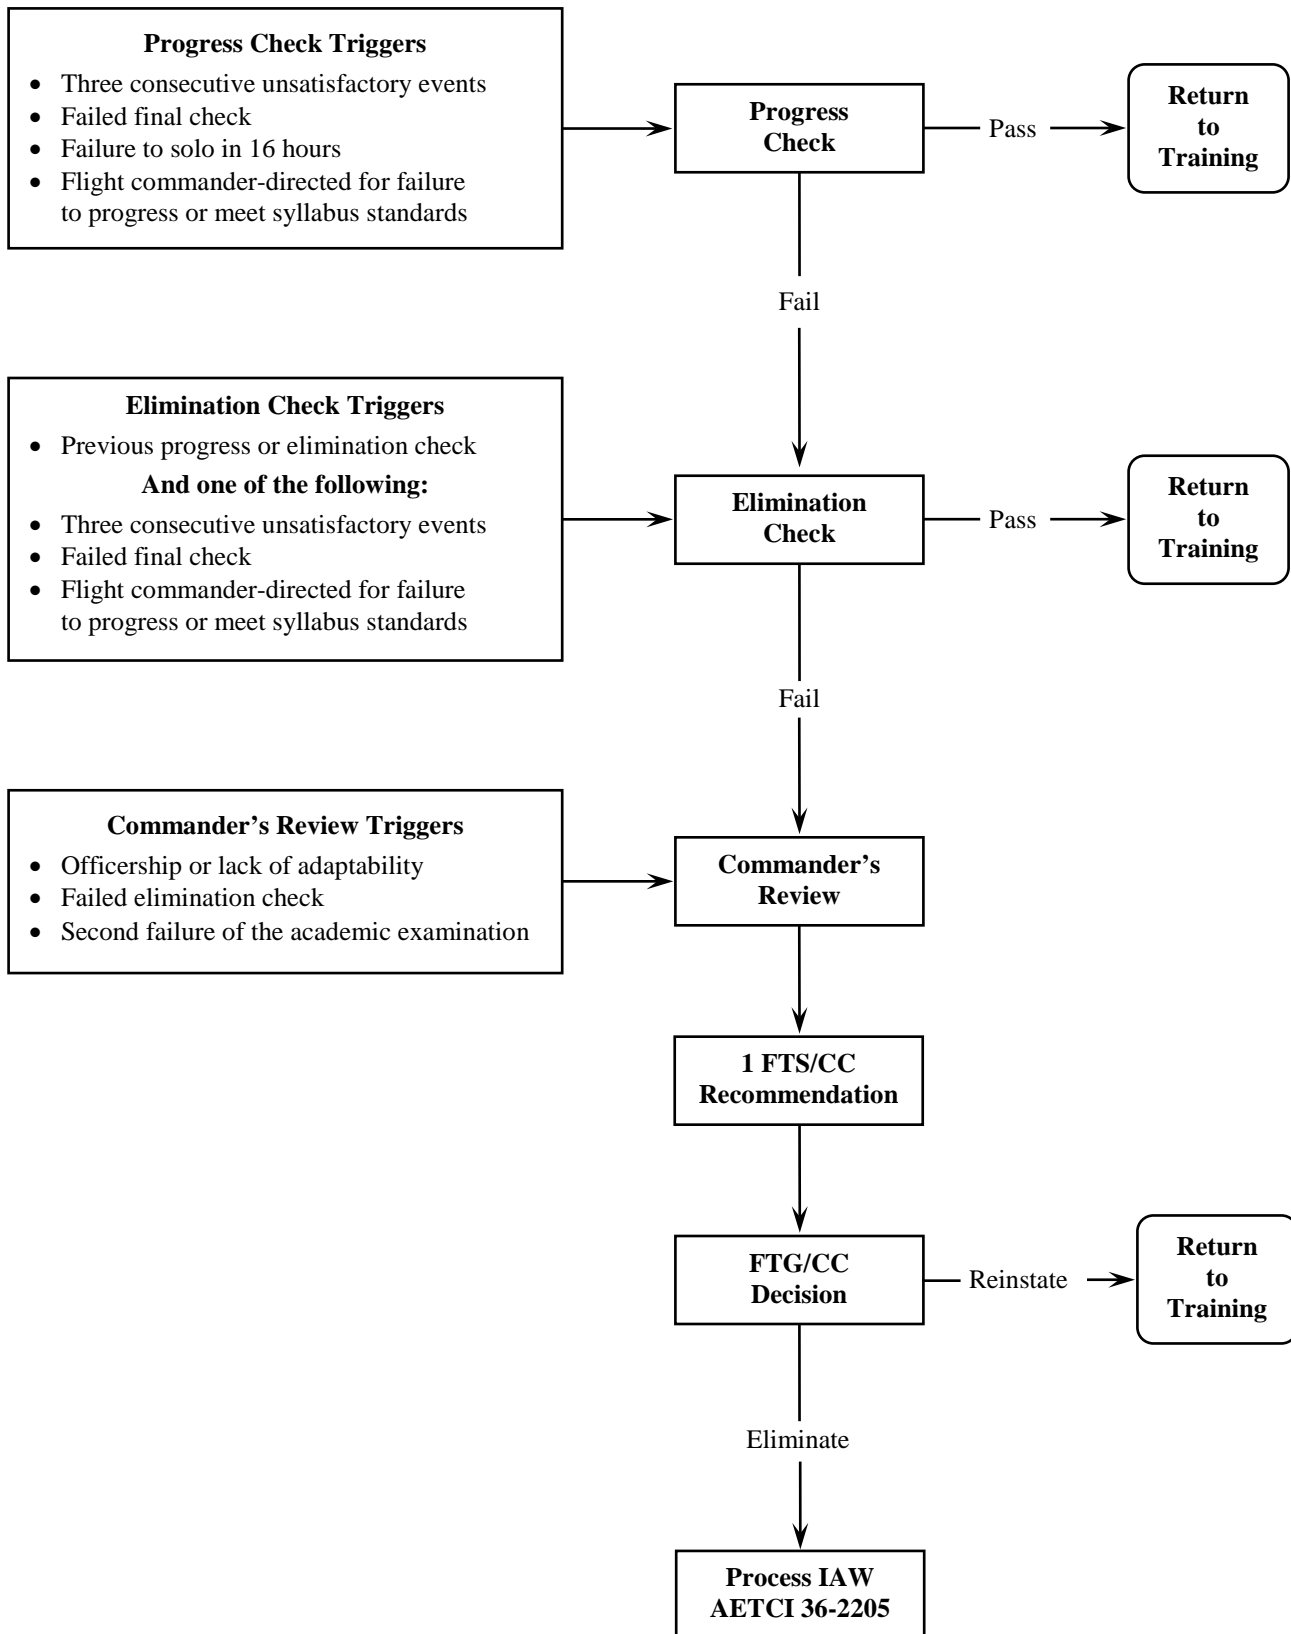 Progress Check Triggers
• Three consecutive unsatisfactory events
• Failed final check
• Failure to solo in 16 hours
• Flight commander-directed for failure
to progress or meet syllabus standards
Progress
Check
Pass
Return
to
Training
Fail
Elimination Check Triggers
• Previous progress or elimination check
And one of the following:
• Three consecutive unsatisfactory events
• Failed final check
• Flight commander-directed for failure
to progress or meet syllabus standards
Elimination
Check
Pass
Return
to
Training
Fail
Commander’s Review Triggers
• Officership or lack of adaptability
• Failed elimination check
• Second failure of the academic examination
Commander’s
Review
1 FTS/CC
Recommendation
FTG/CC
Decision
Reinstate
Return
to
Training
Eliminate
Process IAW
AETCI 36-2205